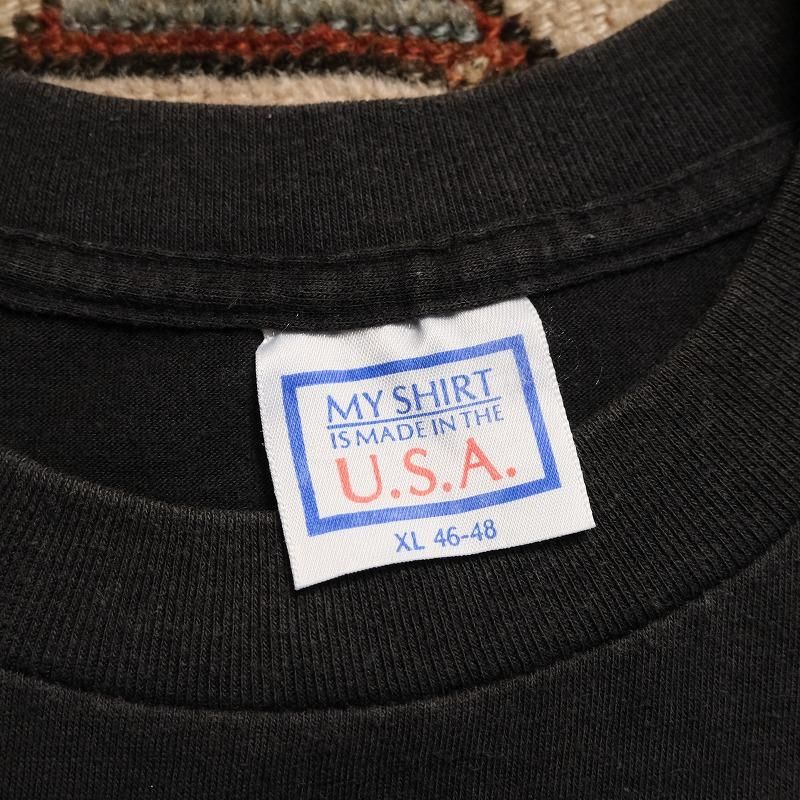 MY SHIRT
IS MADE IN THE
U.S.A.
XL 46-48